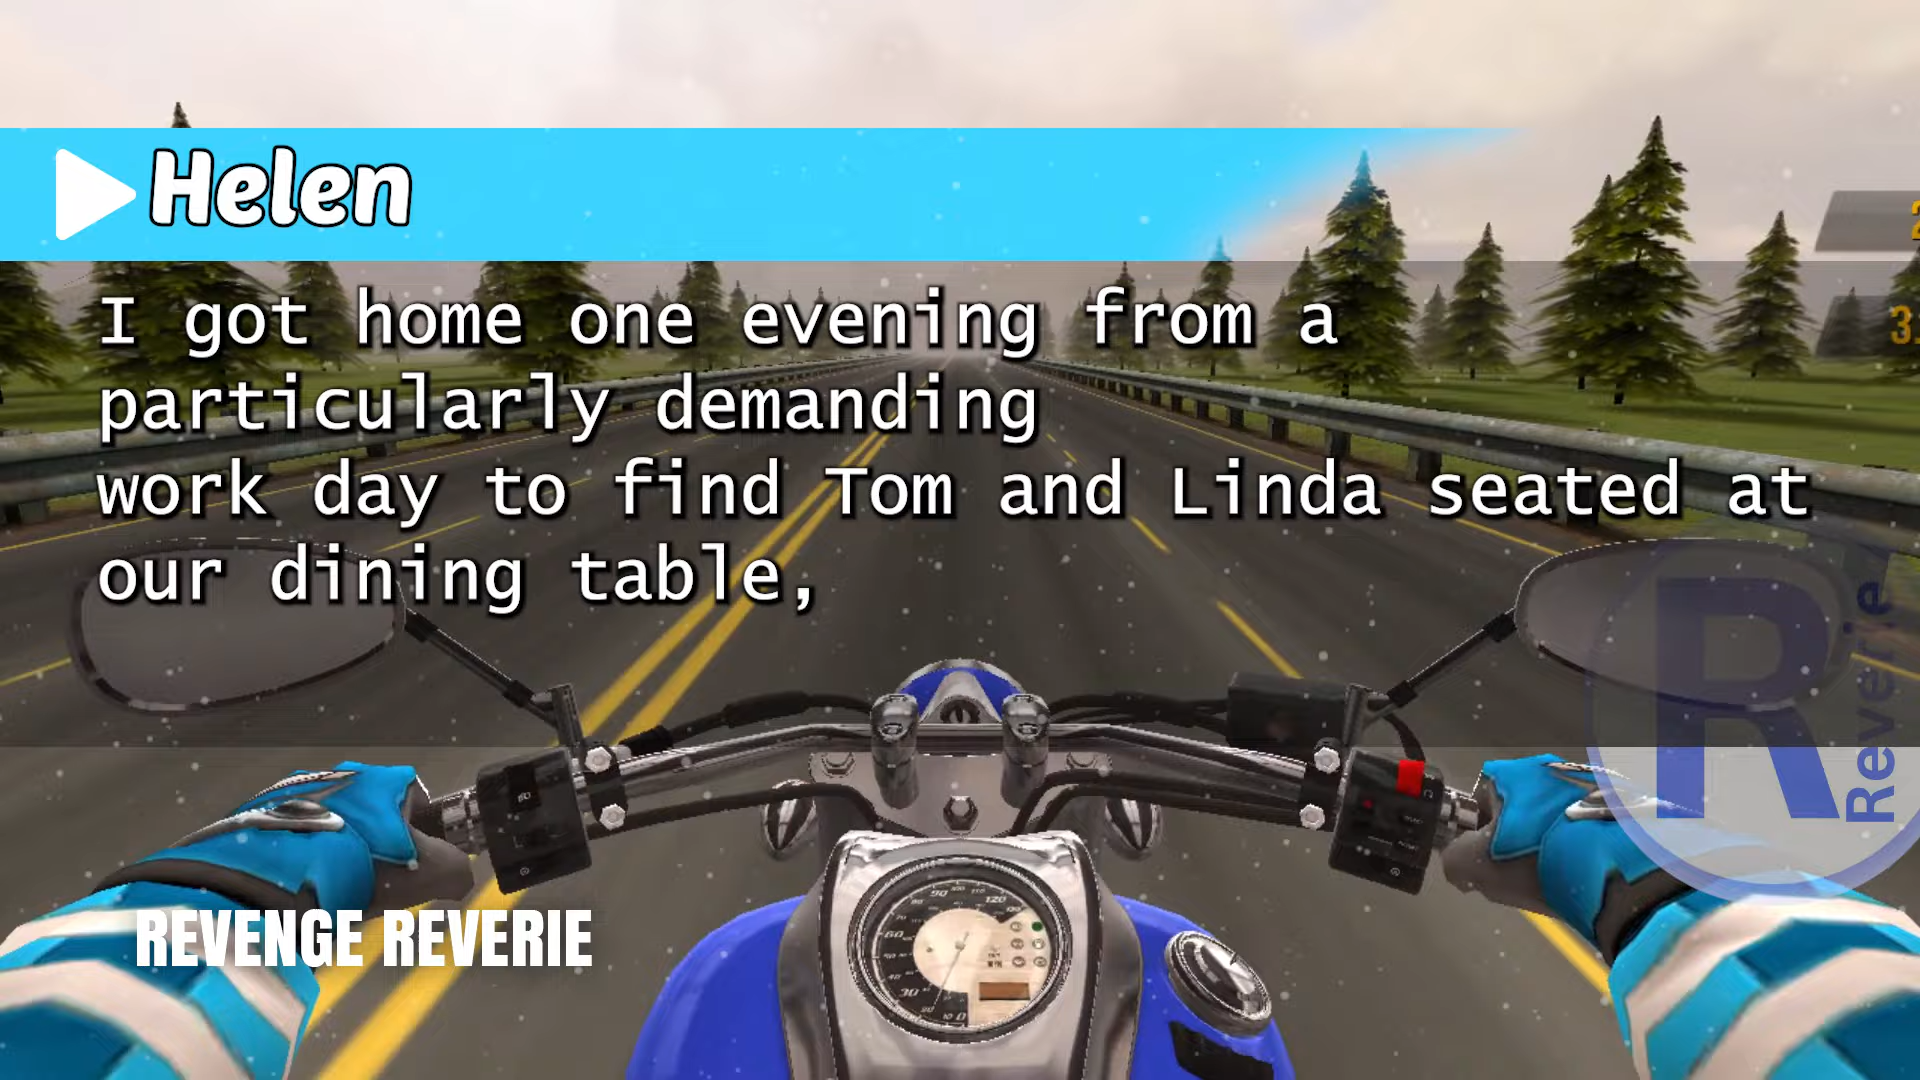 Helen
I got home one evening from a
particularly demanding
work day to find Tom and Linda seated at
our dining table,
R
Reverie
REVENGE REVERIE